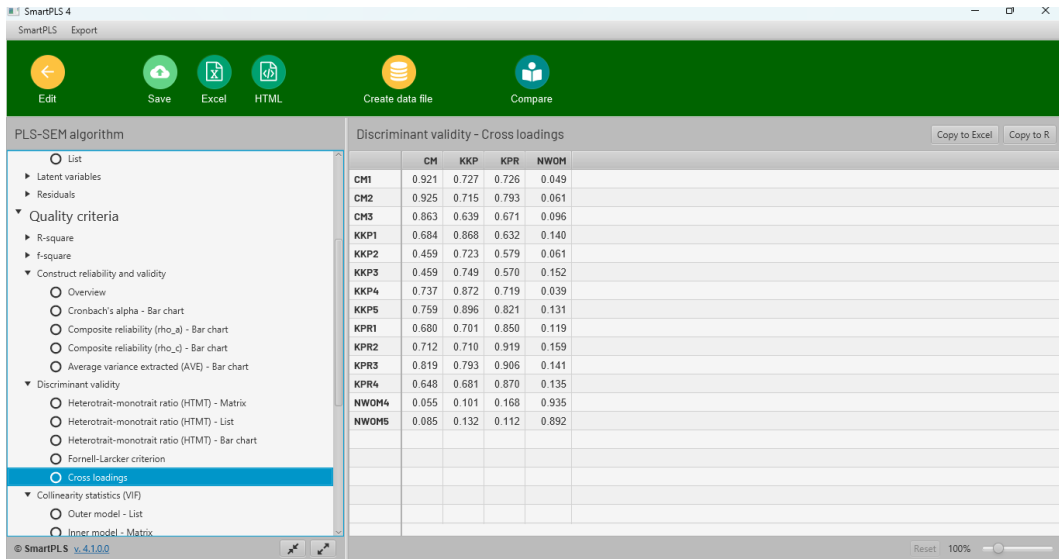 SmartPLS 4
SmartPLS Export
Edit Save Excel HTML Create data file Compare
PLS-SEM algorithm
List
Latent variables
Residuals
Quality criteria
R-square
f-square
Construct reliability and validity
Overview
Cronbach's alpha - Bar chart
Composite reliability (rho_a) - Bar chart
Composite reliability (rho_c) - Bar chart
Average variance extracted (AVE) - Bar chart
Discriminant validity
Heterotrait-monotrait ratio (HTMT) - Matrix
Heterotrait-monotrait ratio (HTMT) - List
Heterotrait-monotrait ratio (HTMT) - Bar chart
Fornell-Larcker criterion
Cross loadings
Collinearity statistics (VIF)
Outer model - List
Inner model - Matrix
© SmartPLS v. 4.1.0.0
Discriminant validity - Cross loadings Copy to Excel Copy to R
CM KKP KPR NWOM
CM1 0.921 0.727 0.726 0.049
CM2 0.925 0.715 0.793 0.061
CM3 0.863 0.639 0.671 0.096
KKP1 0.684 0.868 0.632 0.140
KKP2 0.459 0.723 0.579 0.061
KKP3 0.459 0.749 0.570 0.152
KKP4 0.737 0.872 0.719 0.039
KKP5 0.759 0.896 0.821 0.131
KPR1 0.680 0.701 0.850 0.119
KPR2 0.712 0.710 0.919 0.159
KPR3 0.819 0.793 0.906 0.141
KPR4 0.648 0.681 0.870 0.135
NWOM4 0.055 0.101 0.168 0.935
NWOM5 0.085 0.132 0.112 0.892
Reset 100%